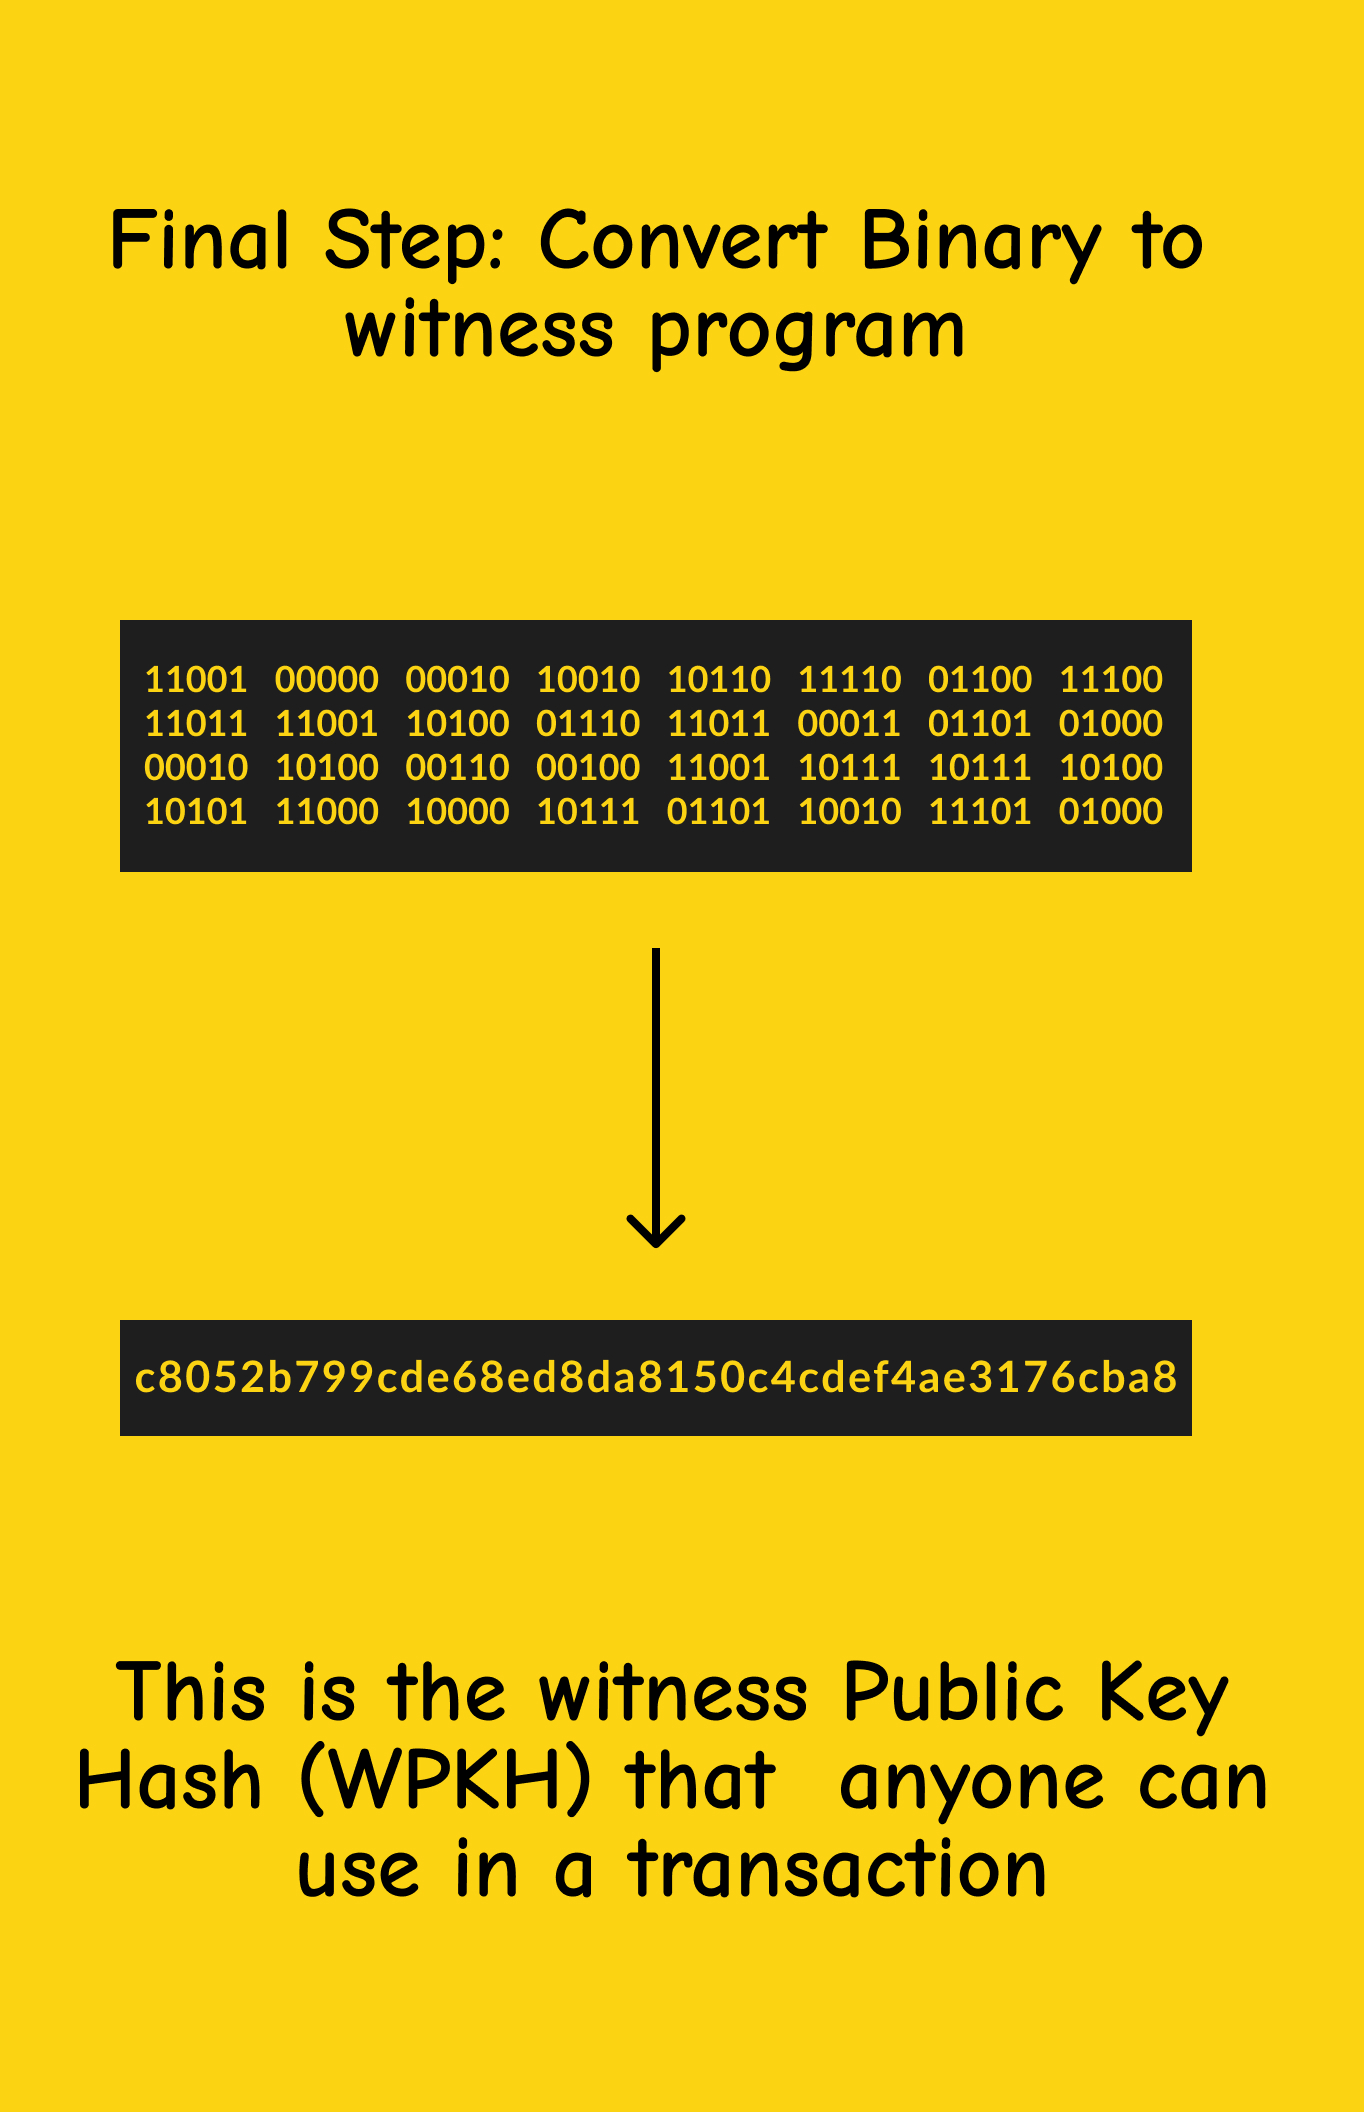 Final Step: Convert Binary to
witness program
11001 00000 00010 10010 10110 11110 01100 11100
11011 11001 10100 01110 11011 00011 01101 01000
00010 10100 00110 00100 11001 10111 10111 10100
10101 11000 10000 10111 01101 10010 11101 01000
c8052b799cde68ed8da8150c4cdef4ae3176cba8
This is the witness Public Key
Hash (WPKH) that anyone can
use in a transaction